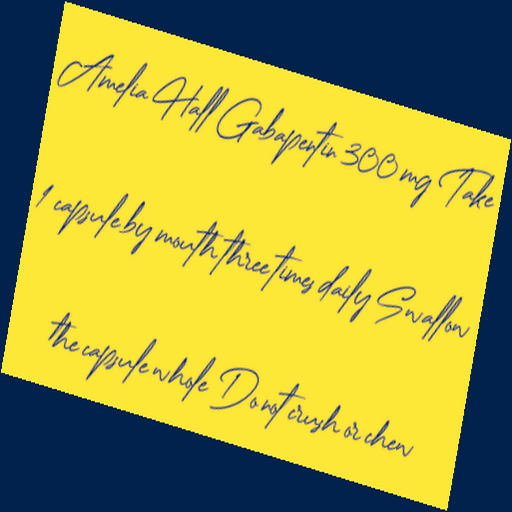 Amelia Hall Gabapentin 300 mg Take
1 capsule by mouth three times daily Swallow
the capsule whole Do not crush or chew